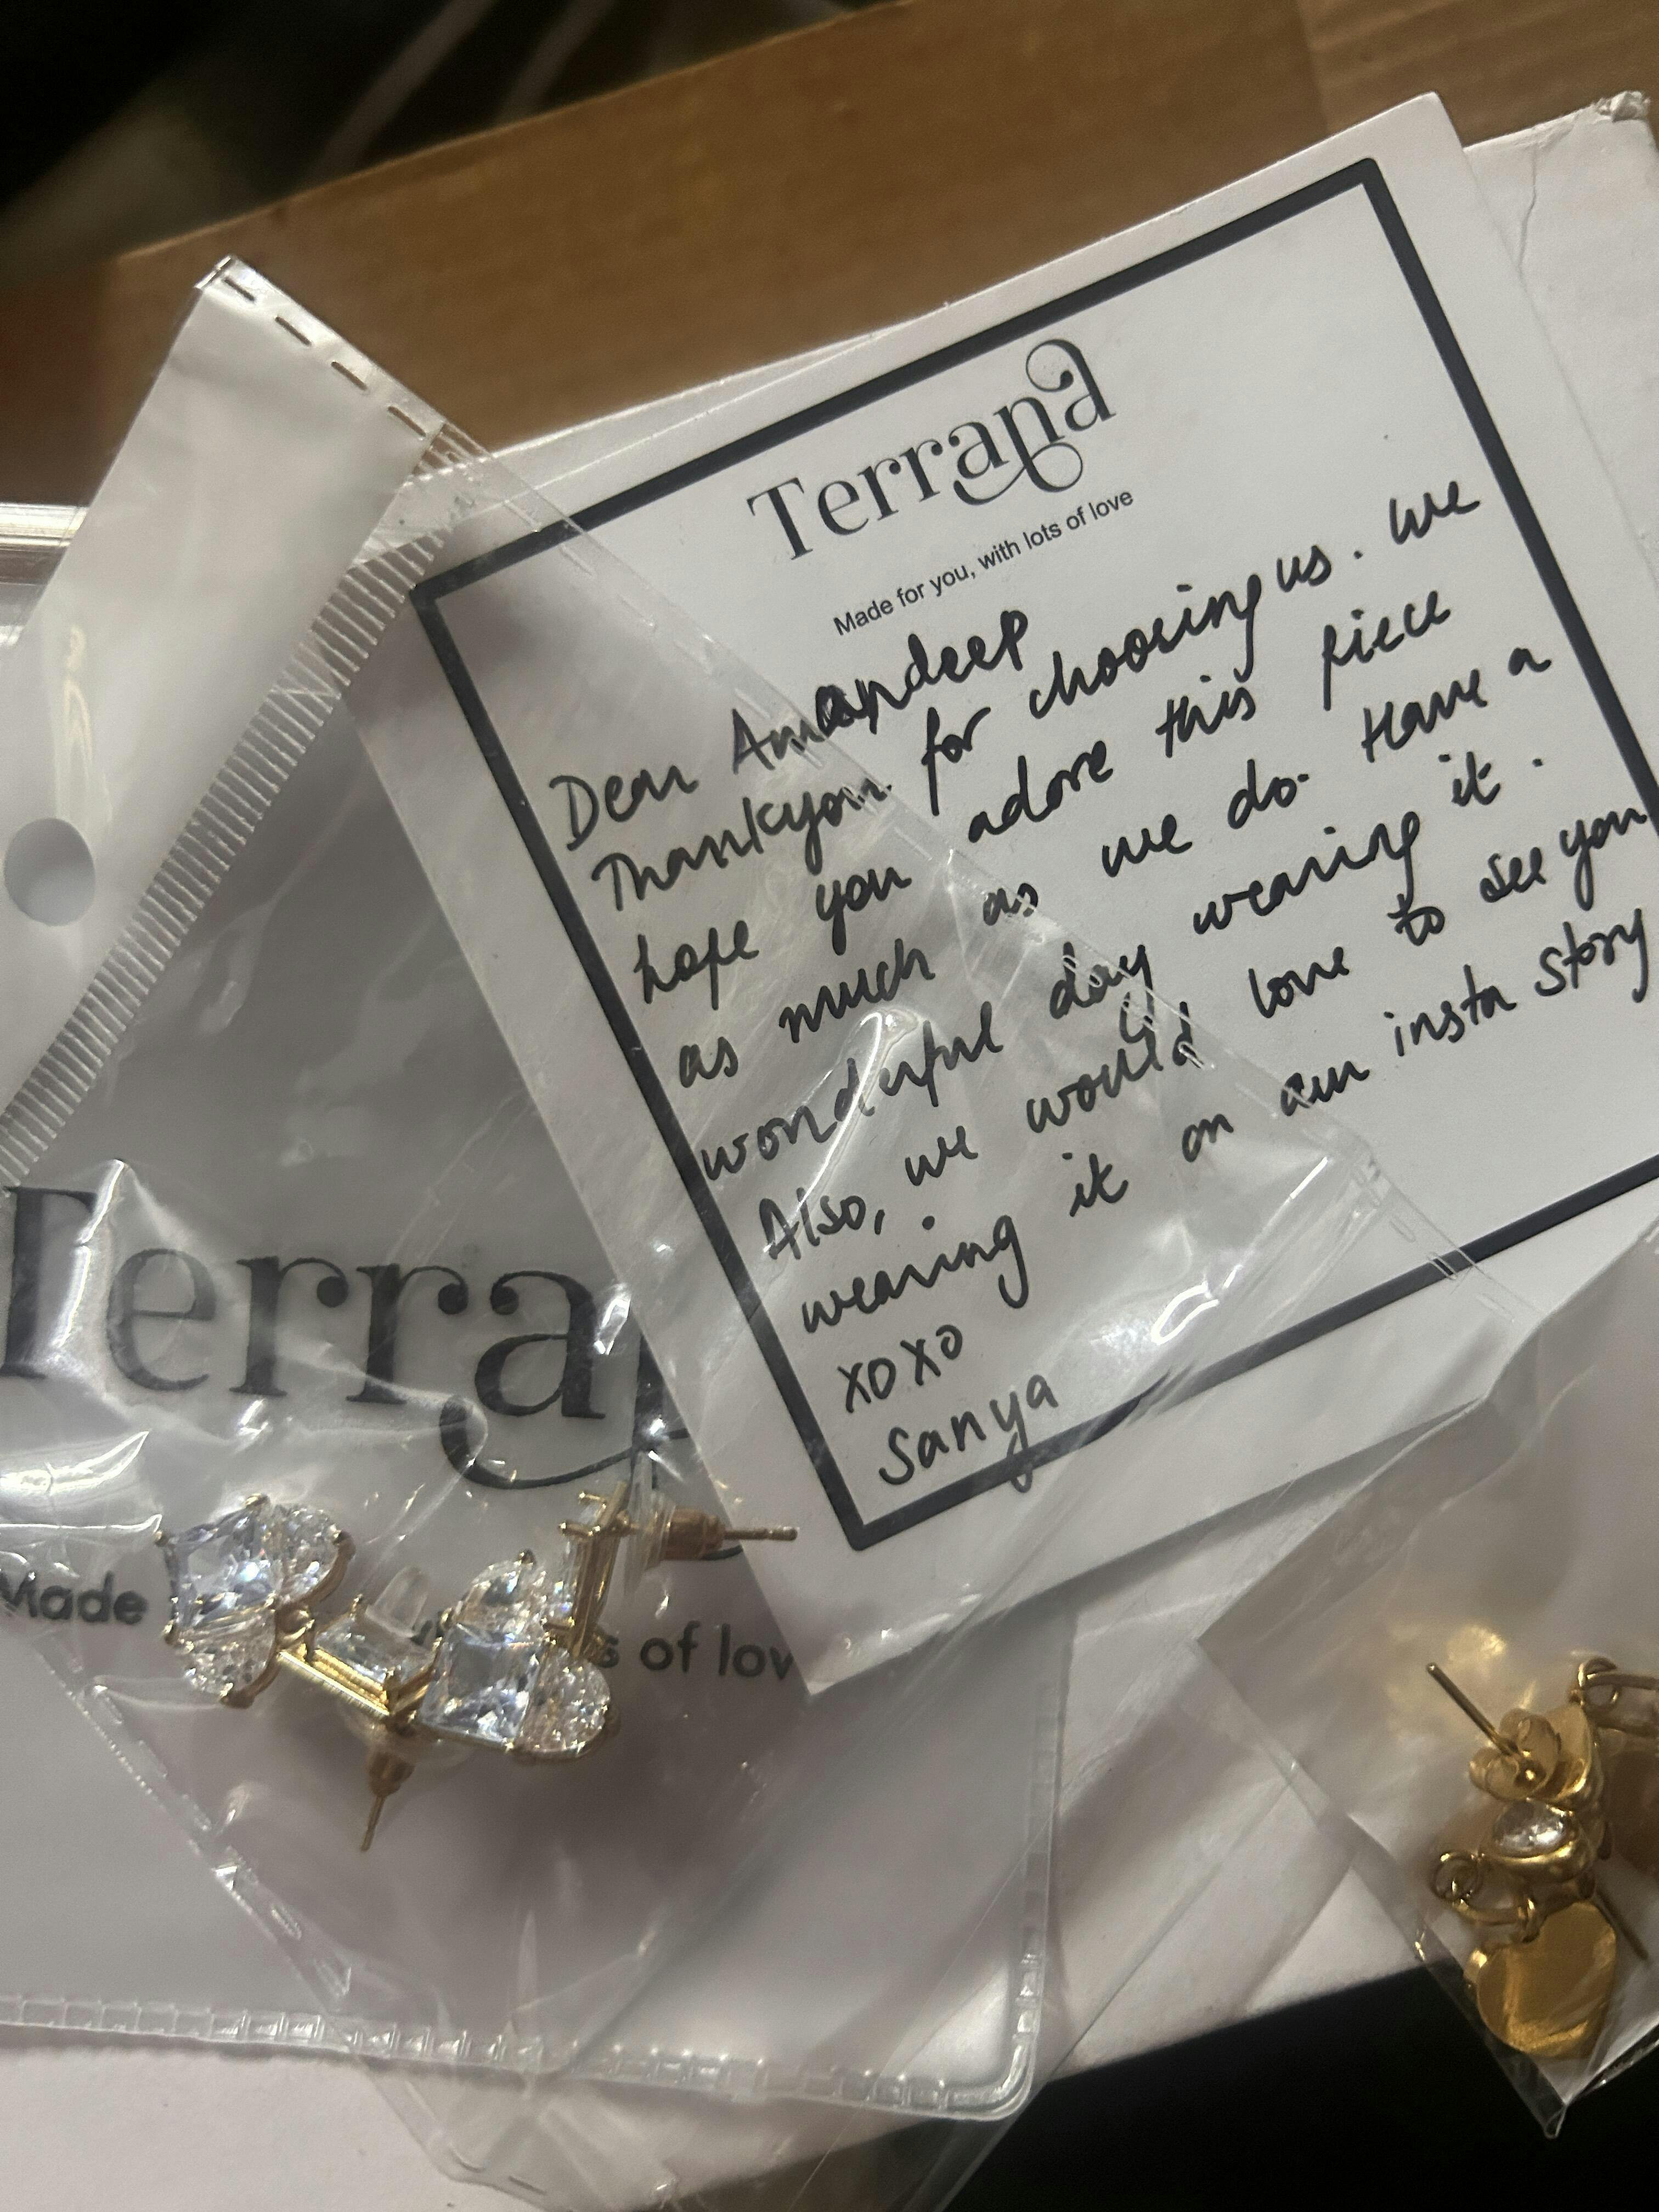 Terrana
Made for you, with lots of love
Dear Amandeep
Thankyou for choosing us. We
hope you adore this piece
as much as we do. Have a
wonderful day wearing it.
Also, we would love to see you
wearing it on our insta story
XOXO
Sanya
Terra
Made
s of lov